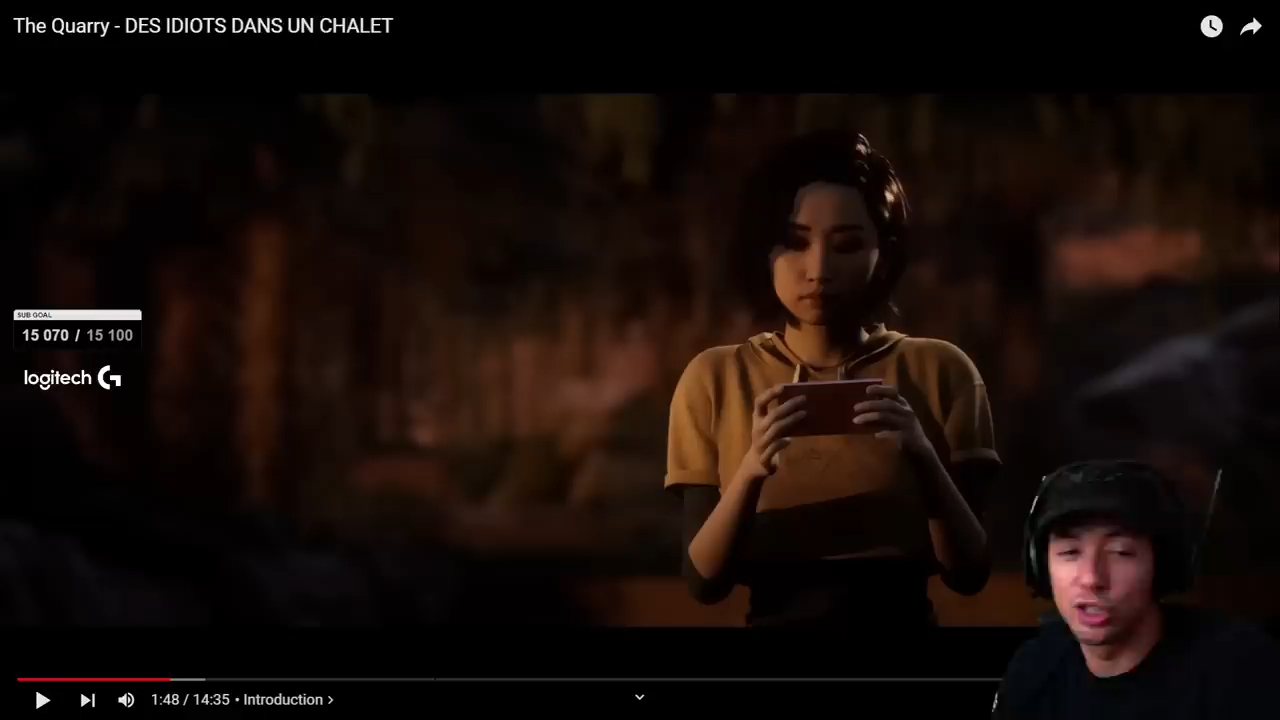 The Quarry - DES IDIOTS DANS UN CHALET
SUB GOAL
15 070 / 15 100
logitech G
1:48 / 14:35 • Introduction >